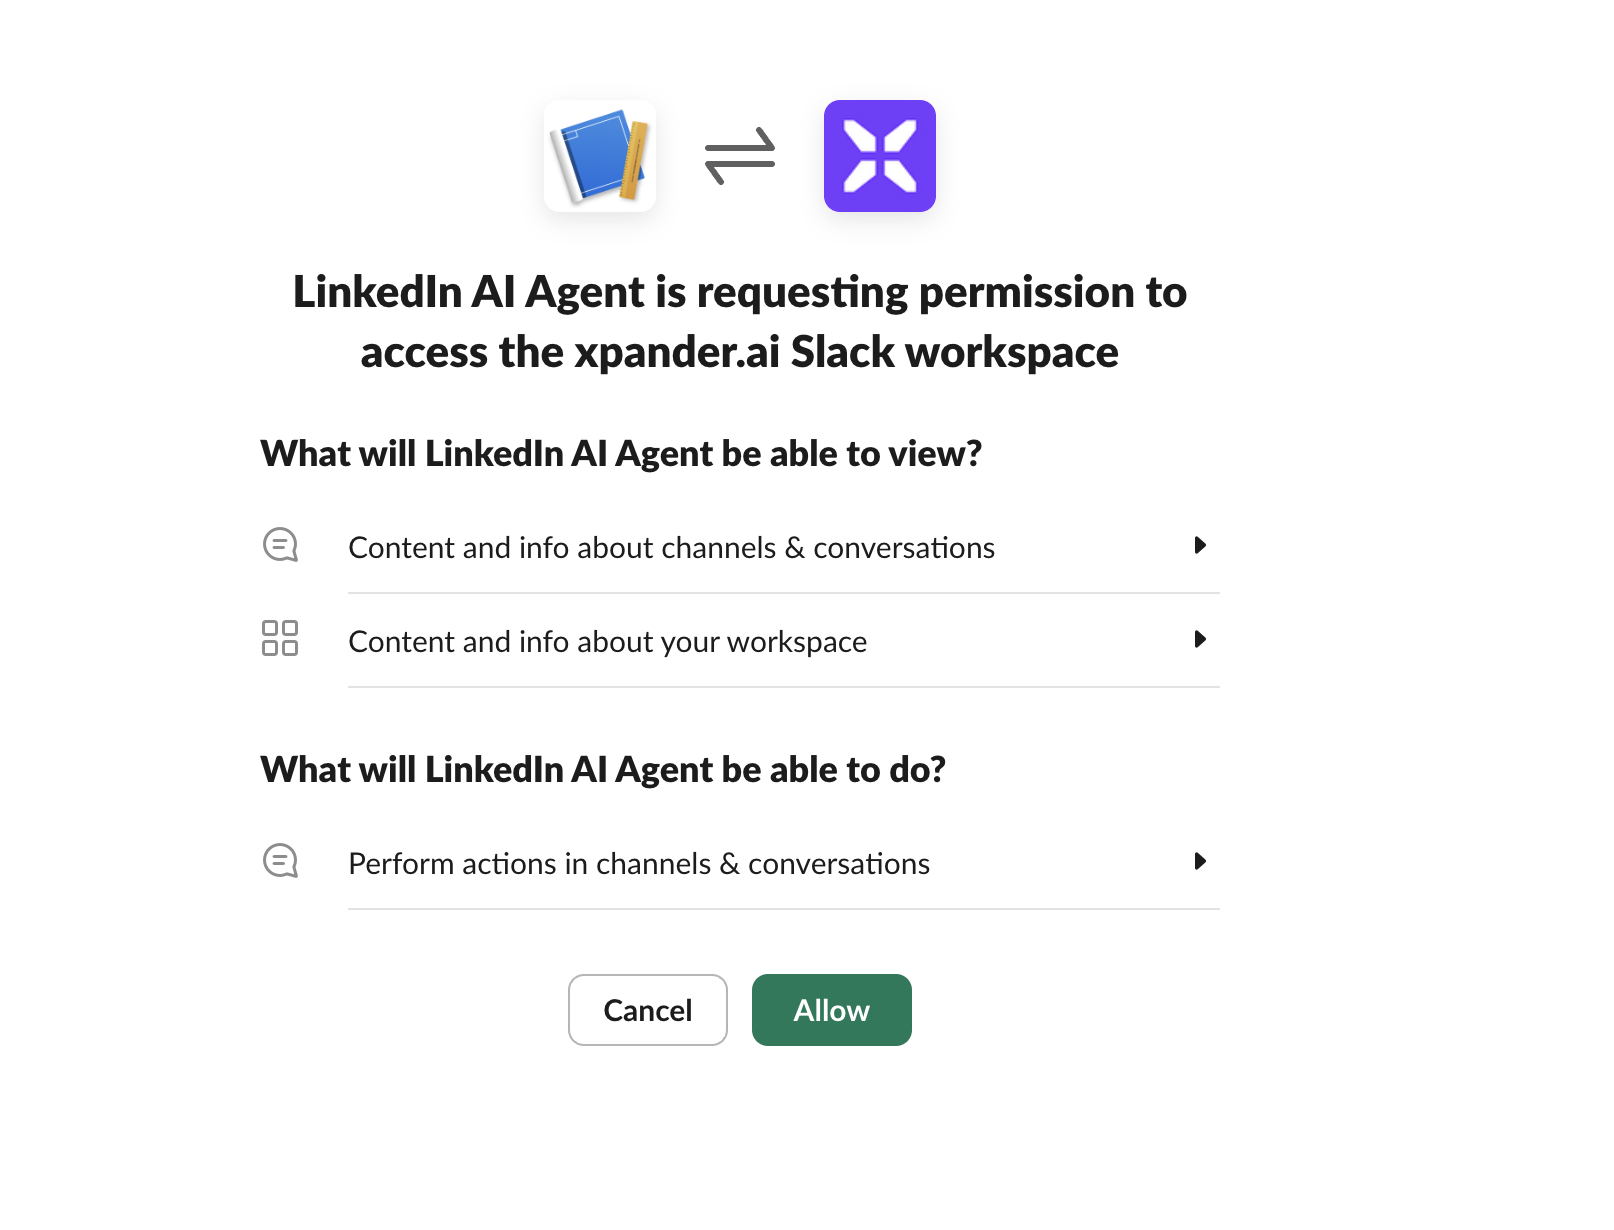 LinkedIn AI Agent is requesting permission to
access the xpander.ai Slack workspace
What will LinkedIn AI Agent be able to view?
Content and info about channels & conversations
Content and info about your workspace
What will LinkedIn AI Agent be able to do?
Perform actions in channels & conversations
Cancel
Allow